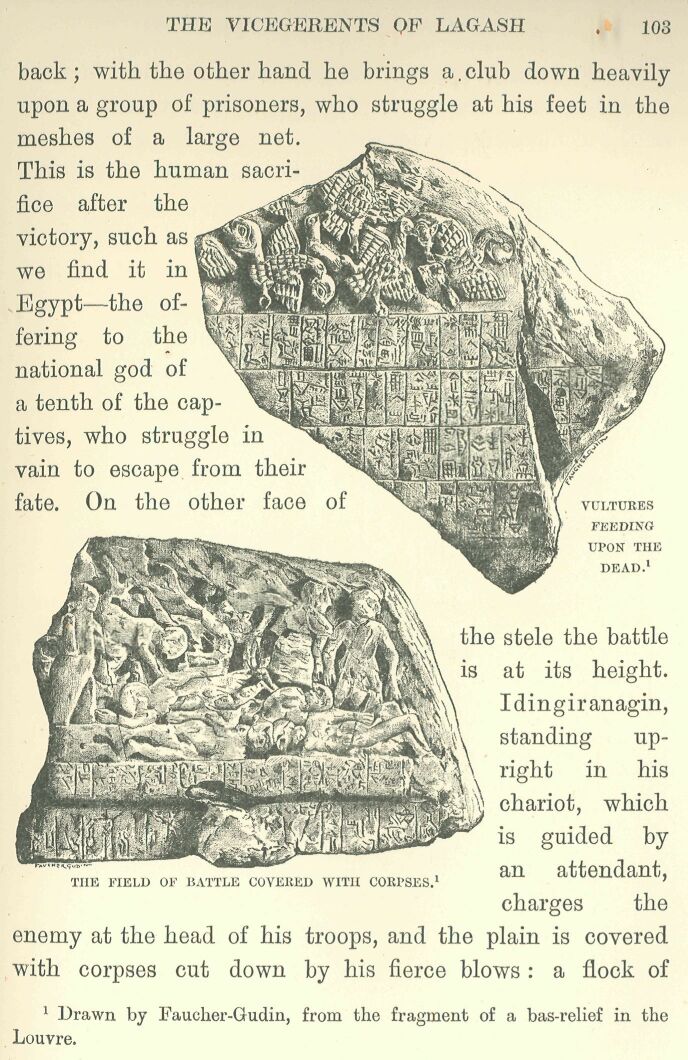 THE VICEGERENTS OF LAGASH 103
back ; with the other hand he brings a club down heavily
upon a group of prisoners, who struggle at his feet in the
meshes of a large net.
This is the human sacri-
fice after the
victory, such as
we find it in
Egypt—the of-
fering to the
national god of
a tenth of the cap-
tives, who struggle in
vain to escape from their
fate. On the other face of
FAUCHER-GUDIN
VULTURES
FEEDING
UPON THE
DEAD.¹
the stele the battle
is at its height.
Idingiranagin,
standing up-
right in his
chariot, which
is guided by
an attendant,
charges the
FAUCHER-GUDIN
THE FIELD OF BATTLE COVERED WITH CORPSES.¹
enemy at the head of his troops, and the plain is covered
with corpses cut down by his fierce blows : a flock of
¹ Drawn by Faucher-Gudin, from the fragment of a bas-relief in the
Louvre.